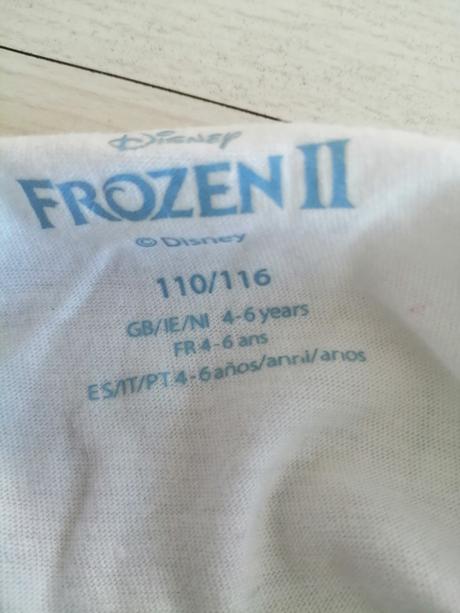 Disney
FROZEN II
© Disney
110/116
GB/IE/NI 4-6 years
FR 4-6 ans
ES/IT/PT 4-6 años/anni/anos